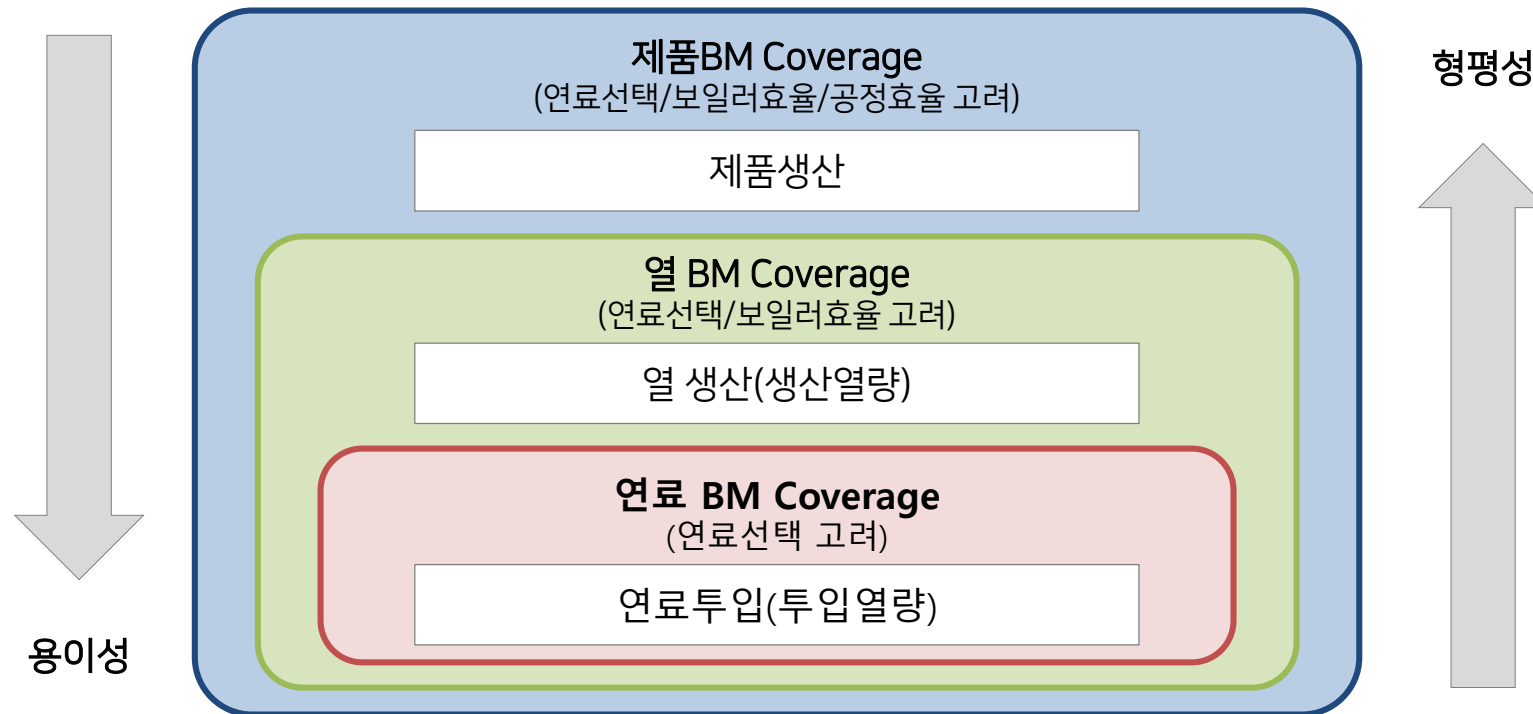 제품BM Coverage
(연료선택/보일러효율/공정효율 고려)
형평성
제품생산
열 BM Coverage
(연료선택/보일러효율 고려)
열 생산(생산열량)
연료 BM Coverage
(연료선택 고려)
연료투입(투입열량)
용이성